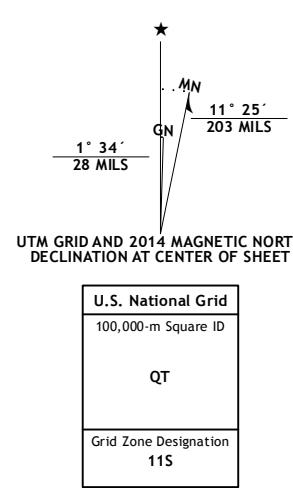 ★
MN
11° 25´
203 MILS
GN
1° 34´
28 MILS
UTM GRID AND 2014 MAGNETIC NORT
DECLINATION AT CENTER OF SHEET
U.S. National Grid
100,000-m Square ID
QT
Grid Zone Designation
11S